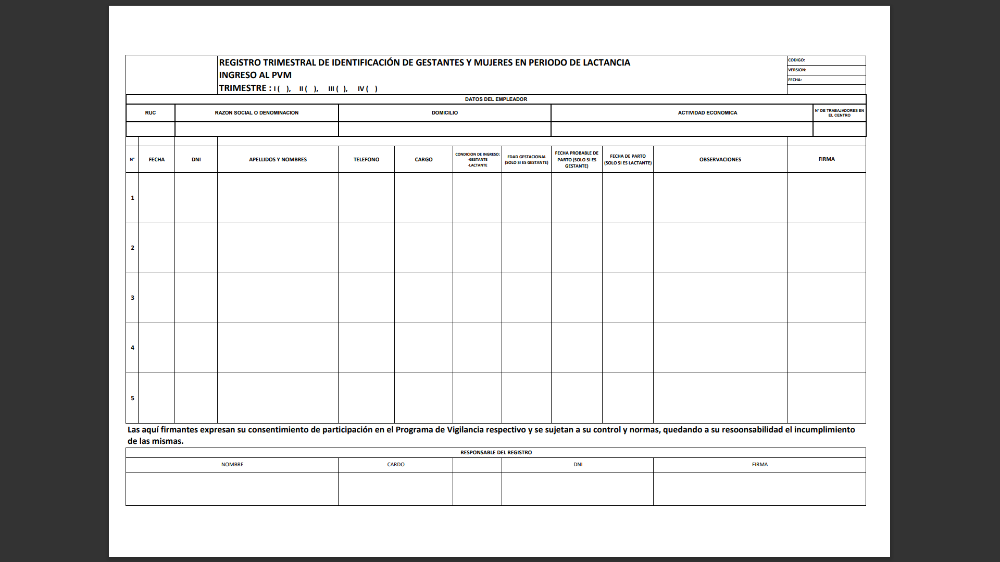 REGISTRO TRIMESTRAL DE IDENTIFICACIÓN DE GESTANTES Y MUJERES EN PERIODO DE LACTANCIA
INGRESO AL PVM
TRIMESTRE : I ( ), II ( ), III ( ), IV ( )
CODIGO:
VERSION:
FECHA:
DATOS DEL EMPLEADOR
RUC
RAZON SOCIAL O DENOMINACION
DOMICILIO
ACTIVIDAD ECONOMICA
N° DE TRABAJADORES EN
EL CENTRO
N°
FECHA
DNI
APELLIDOS Y NOMBRES
TELEFONO
CARGO
CONDICION DE INGRESO:
-GESTANTE
-LACTANTE
EDAD GESTACIONAL
(SOLO SI ES GESTANTE)
FECHA PROBABLE DE
PARTO (SOLO SI ES
GESTANTE)
FECHA DE PARTO
(SOLO SI ES LACTANTE)
OBSERVACIONES
FIRMA
1
2
3
4
5
Las aquí firmantes expresan su consentimiento de participación en el Programa de Vigilancia respectivo y se sujetan a su control y normas, quedando a su resoonsabilidad el incumplimiento
de las mismas.
RESPONSABLE DEL REGISTRO
NOMBRE
CARDO
DNI
FIRMA